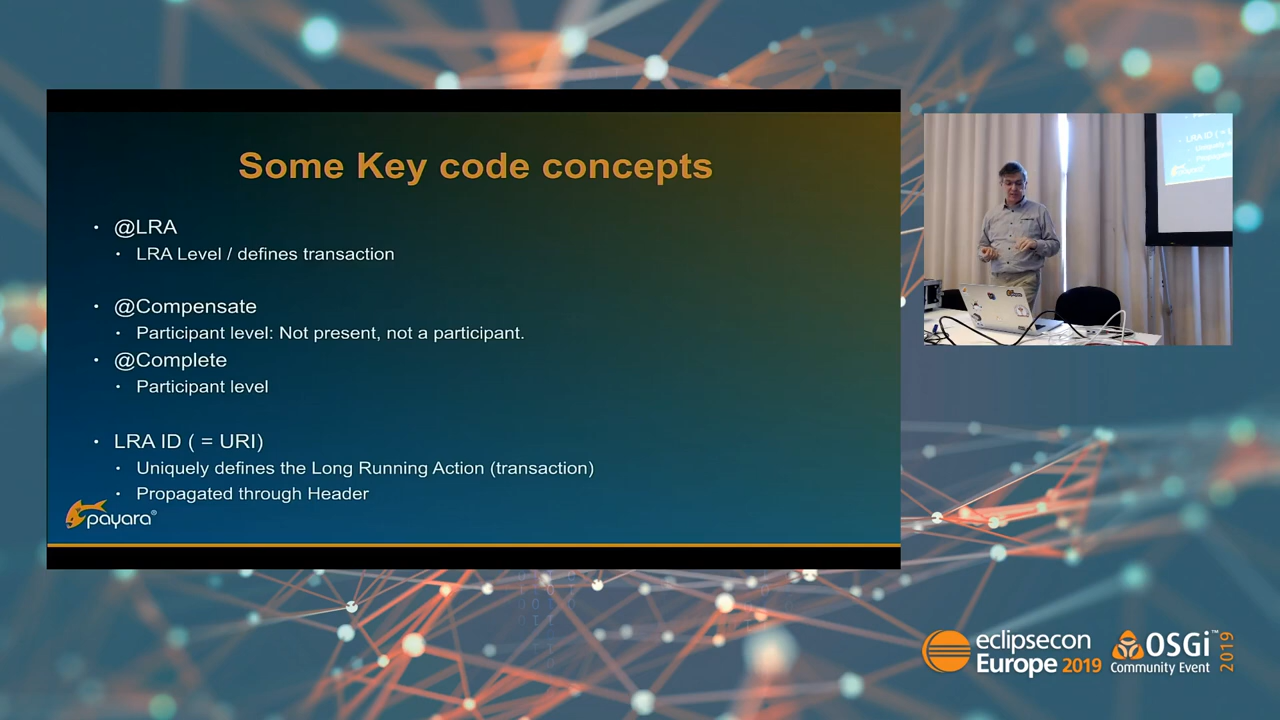 Some Key code concepts
• @LRA
• LRA Level / defines transaction
• @Compensate
• Participant level: Not present, not a participant.
• @Complete
• Participant level
• LRA ID ( = URI)
• Uniquely defines the Long Running Action (transaction)
• Propagated through Header
payara®
eclipsecon
Europe 2019
OSGi™
Community Event
2019